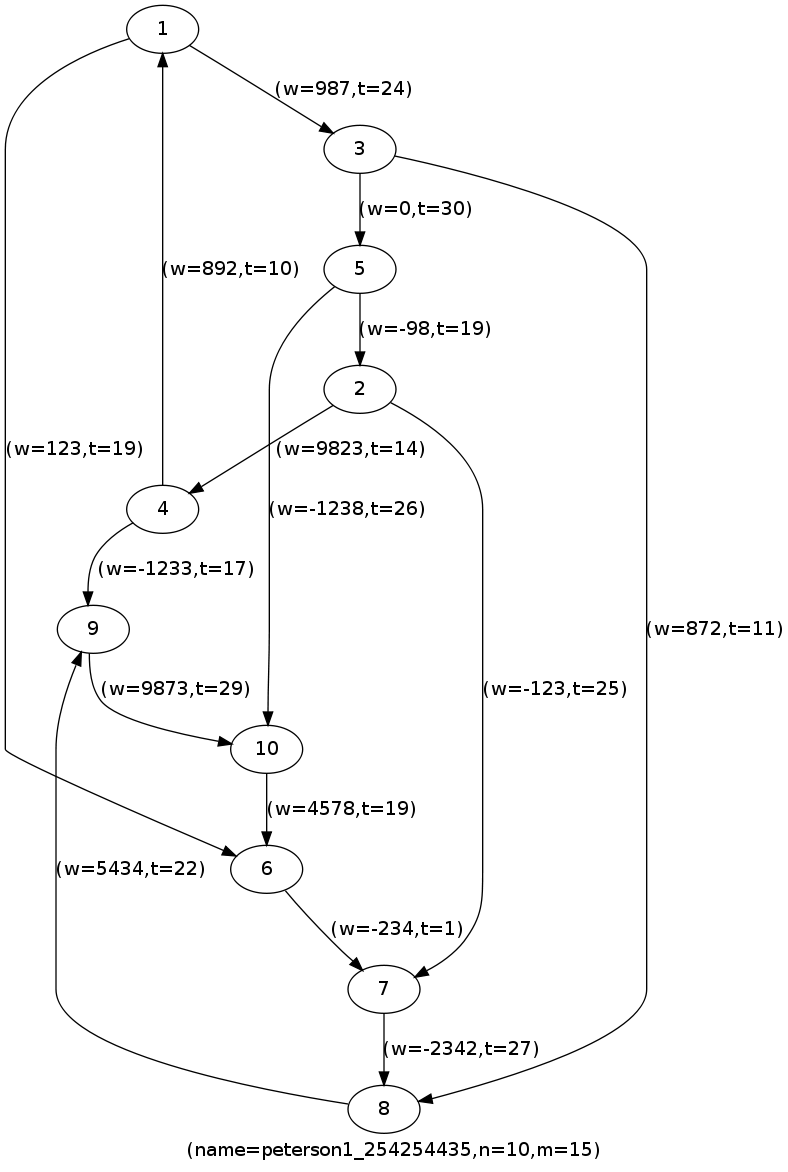 1
(w=987,t=24)
3
(w=0,t=30)
5
(w=892,t=10)
(w=-98,t=19)
2
(w=123,t=19)
(w=9823,t=14)
4
(w=-1238,t=26)
(w=-1233,t=17)
9
(w=872,t=11)
(w=9873,t=29)
(w=-123,t=25)
10
(w=4578,t=19)
(w=5434,t=22)
6
(w=-234,t=1)
7
(w=-2342,t=27)
8
(name=peterson1_254254435,n=10,m=15)